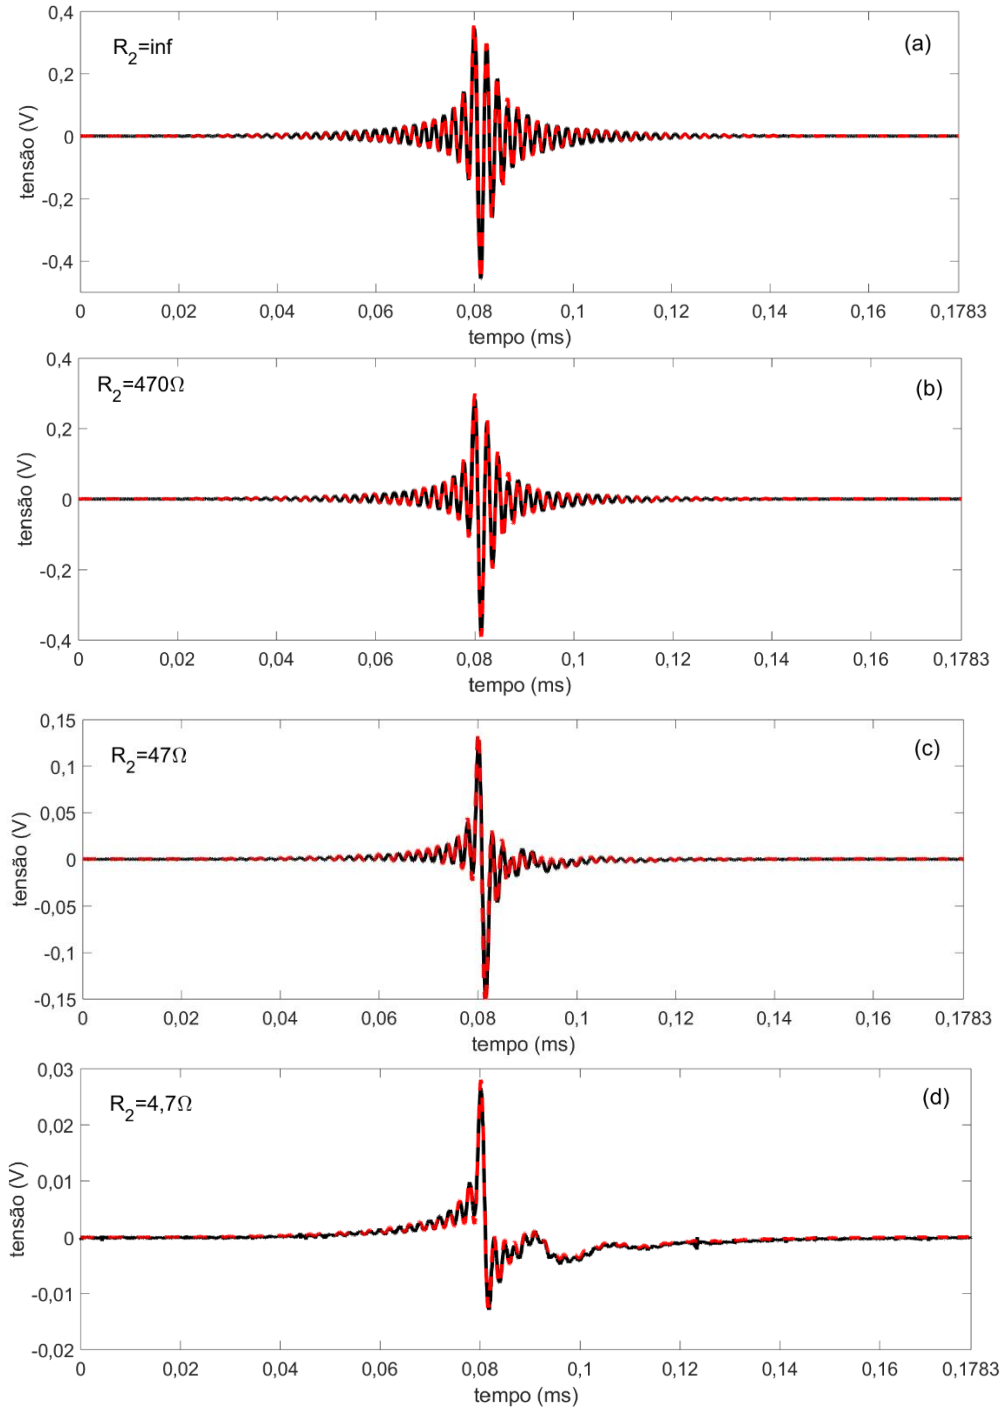 0,4
R2=inf
(a)
0,2
0
-0,2
-0,4
tensão (V)
0 0,02 0,04 0,06 0,08 0,1 0,12 0,14 0,16 0,1783
tempo (ms)
0,4
R2=470Ω
(b)
0,2
0
-0,2
-0,4
tensão (V)
0 0,02 0,04 0,06 0,08 0,1 0,12 0,14 0,16 0,1783
tempo (ms)
0,15
R2=47Ω
(c)
0,1
0,05
0
-0,05
-0,1
-0,15
tensão (V)
0 0,02 0,04 0,06 0,08 0,1 0,12 0,14 0,16 0,1783
tempo (ms)
0,03
R2=4,7Ω
(d)
0,02
0,01
0
-0,01
-0,02
tensão (V)
0 0,02 0,04 0,06 0,08 0,1 0,12 0,14 0,16 0,1783
tempo (ms)